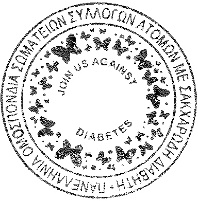 ΠΑΝΕΛΛΗΝΙΑ ΟΜΟΣΠΟΝΔΙΑ ΣΩΜΑΤΕΙΩΝ ΣΥΛΛΟΓΩΝ ΑΤΟΜΩΝ ΜΕ ΣΑΚΧΑΡΩΔΗ ΔΙΑΒΗΤΗ
JOIN US AGAINST
DIABETES